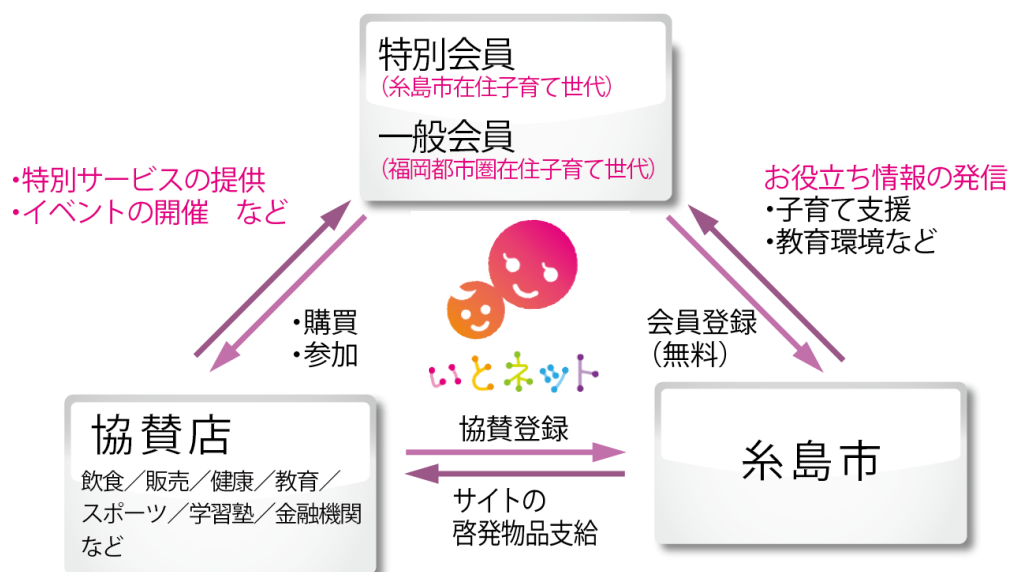 特別会員
（糸島市在住子育て世代）
一般会員
（福岡都市圏在住子育て世代）
・特別サービスの提供
・イベントの開催　など
お役立ち情報の発信
・子育て支援
・教育環境など
・購買
・参加
会員登録
（無料）
いとネット
協賛店
飲食／販売／健康／教育／
スポーツ／学習塾／金融機関
など
協賛登録
サイトの
啓発物品支給
糸島市